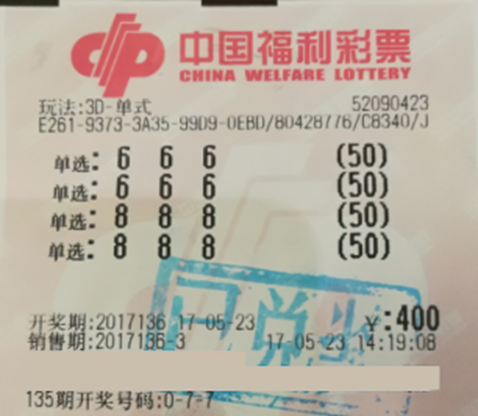 中国福利彩票
CHINA WELFARE LOTTERY
玩法:3D-单式 52090423
E261-9373-3A35-99D9-0EBD/80428776/C8340/J
单选: 6 6 6 (50)
单选: 6 6 6 (50)
单选: 8 8 8 (50)
单选: 8 8 8 (50)
已兑奖
开奖期:2017136 17-05-23 ¥:400
销售期:2017136-3 17-05-23 14:19:08
135期开奖号码:0-7-7